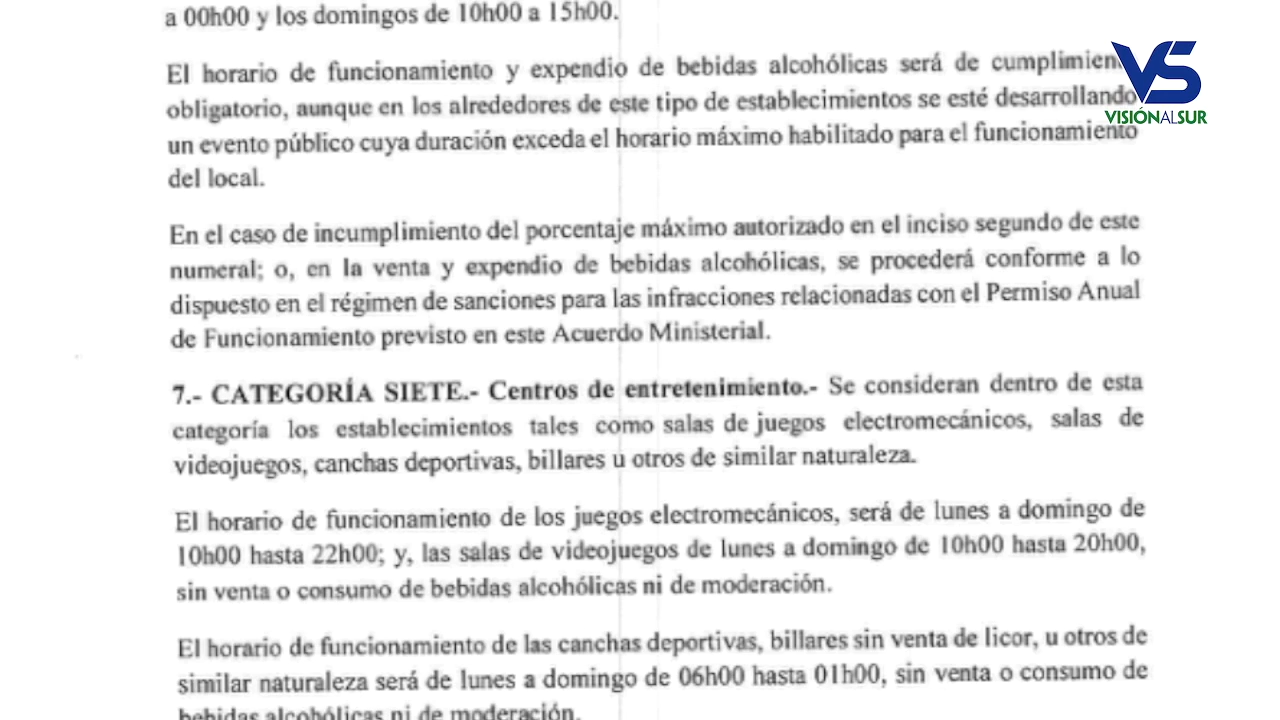 a 00h00 y los domingos de 10h00 a 15h00.
El horario de funcionamiento y expendio de bebidas alcohólicas será de cumplimiento
obligatorio, aunque en los alrededores de este tipo de establecimientos se esté desarrollando
un evento público cuya duración exceda el horario máximo habilitado para el funcionamiento
del local.
En el caso de incumplimiento del porcentaje máximo autorizado en el inciso segundo de este
numeral; o, en la venta y expendio de bebidas alcohólicas, se procederá conforme a lo
dispuesto en el régimen de sanciones para las infracciones relacionadas con el Permiso Anual
de Funcionamiento previsto en este Acuerdo Ministerial.
7.- CATEGORÍA SIETE.- Centros de entretenimiento.- Se consideran dentro de esta
categoría los establecimientos tales como salas de juegos electromecánicos, salas de
videojuegos, canchas deportivas, billares u otros de similar naturaleza.
El horario de funcionamiento de los juegos electromecánicos, será de lunes a domingo de
10h00 hasta 22h00; y, las salas de videojuegos de lunes a domingo de 10h00 hasta 20h00,
sin venta o consumo de bebidas alcohólicas ni de moderación.
El horario de funcionamiento de las canchas deportivas, billares sin venta de licor, u otros de
similar naturaleza será de lunes a domingo de 06h00 hasta 01h00, sin venta o consumo de
bebidas alcohólicas ni de moderación.
VS
VISIÓNALSUR